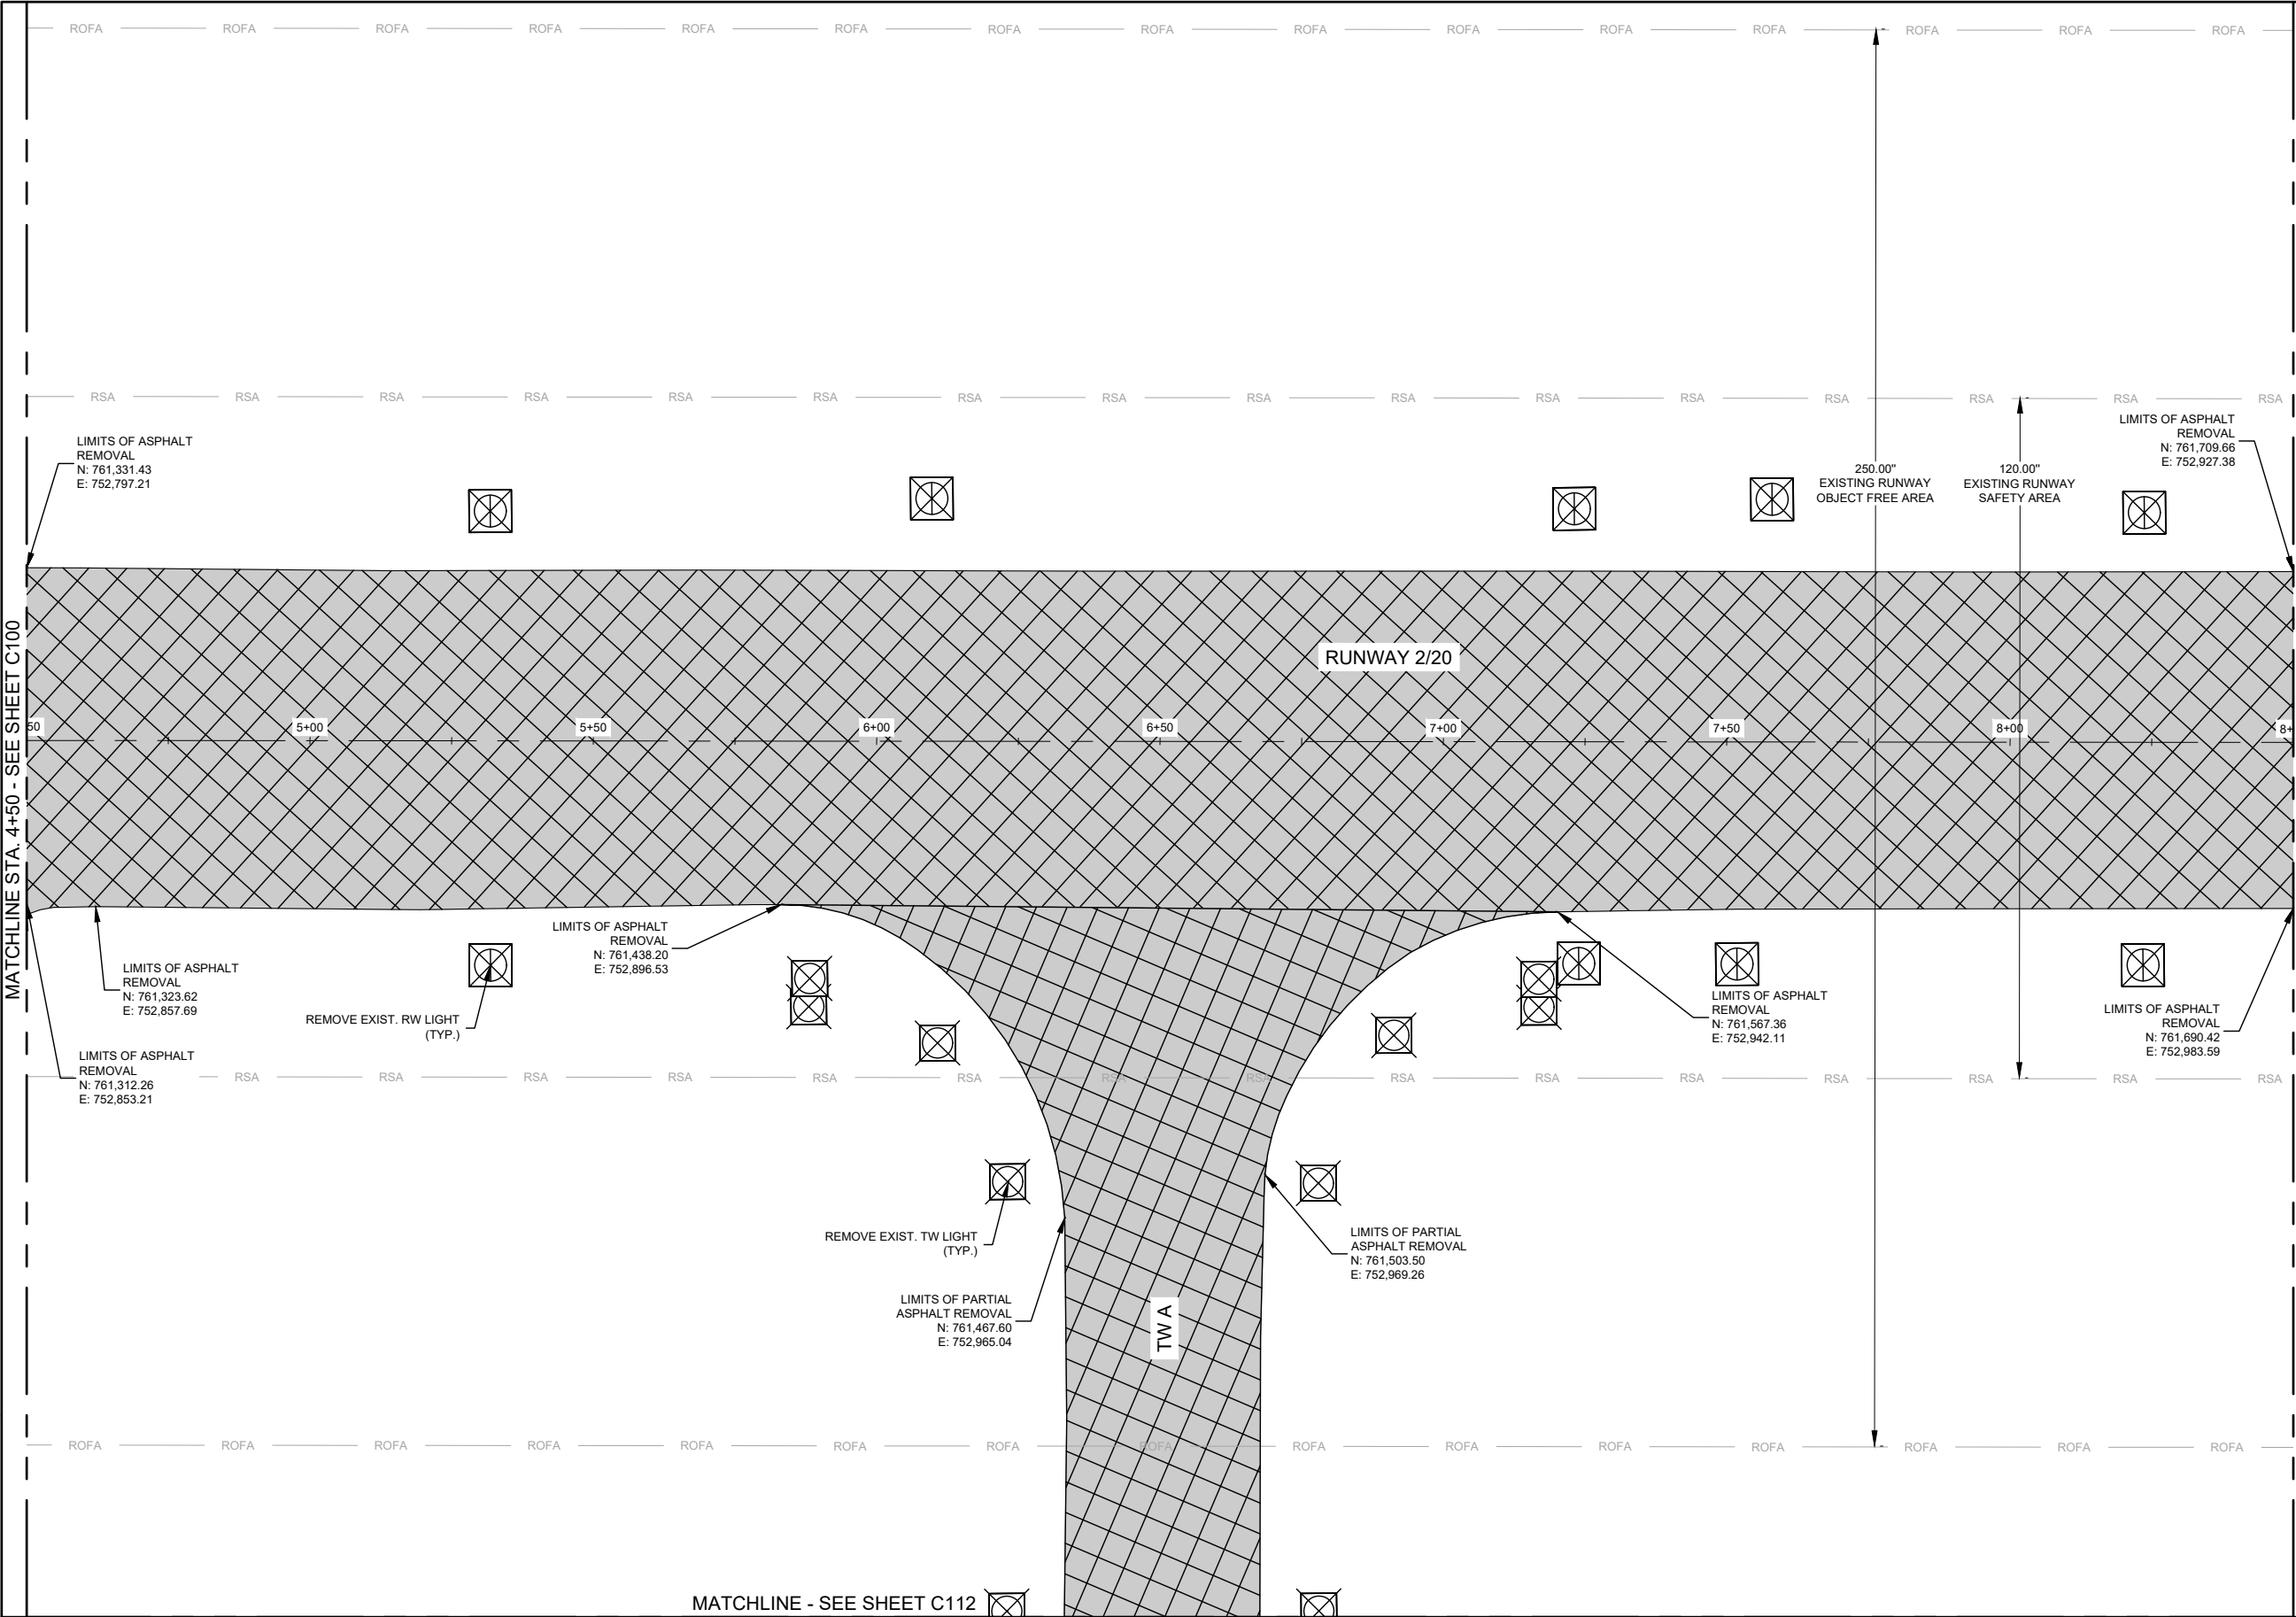 ROFA ROFA ROFA ROFA ROFA ROFA ROFA ROFA ROFA ROFA ROFA ROFA ROFA ROFA ROFA
RSA RSA RSA RSA RSA RSA RSA RSA RSA RSA RSA RSA RSA RSA RSA RSA
LIMITS OF ASPHALT
REMOVAL
N: 761,331.43
E: 752,797.21
250.00"
EXISTING RUNWAY
OBJECT FREE AREA
120.00"
EXISTING RUNWAY
SAFETY AREA
LIMITS OF ASPHALT
REMOVAL
N: 761,709.66
E: 752,927.38
MATCHLINE STA. 4+50 - SEE SHEET C100
RUNWAY 2/20
50 5+00 5+50 6+00 6+50 7+00 7+50 8+00 8+
LIMITS OF ASPHALT
REMOVAL
N: 761,323.62
E: 752,857.69
LIMITS OF ASPHALT
REMOVAL
N: 761,312.26
E: 752,853.21
REMOVE EXIST. RW LIGHT
(TYP.)
LIMITS OF ASPHALT
REMOVAL
N: 761,438.20
E: 752,896.53
LIMITS OF ASPHALT
REMOVAL
N: 761,567.36
E: 752,942.11
LIMITS OF ASPHALT
REMOVAL
N: 761,690.42
E: 752,983.59
RSA RSA RSA RSA RSA RSA RSA RSA RSA RSA RSA RSA RSA RSA RSA
REMOVE EXIST. TW LIGHT
(TYP.)
LIMITS OF PARTIAL
ASPHALT REMOVAL
N: 761,503.50
E: 752,969.26
LIMITS OF PARTIAL
ASPHALT REMOVAL
N: 761,467.60
E: 752,965.04
TW A
ROFA ROFA ROFA ROFA ROFA ROFA ROFA ROFA ROFA ROFA ROFA ROFA ROFA ROFA ROFA
MATCHLINE - SEE SHEET C112